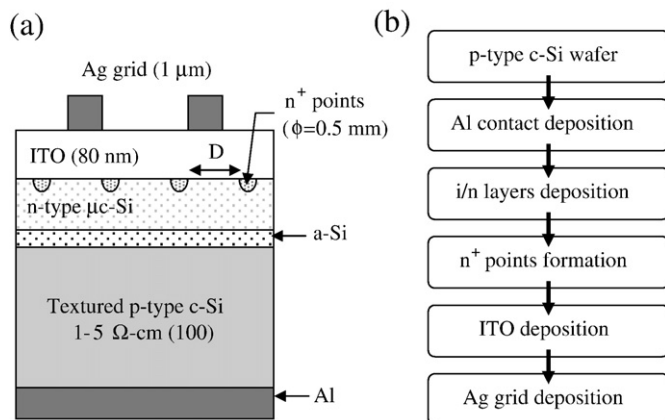 (a)
Ag grid (1 μm)
n⁺ points
(ϕ=0.5 mm)
ITO (80 nm)
D
n-type μc-Si
a-Si
Textured p-type c-Si
1-5 Ω-cm (100)
Al
(b)
p-type c-Si wafer
Al contact deposition
i/n layers deposition
n⁺ points formation
ITO deposition
Ag grid deposition